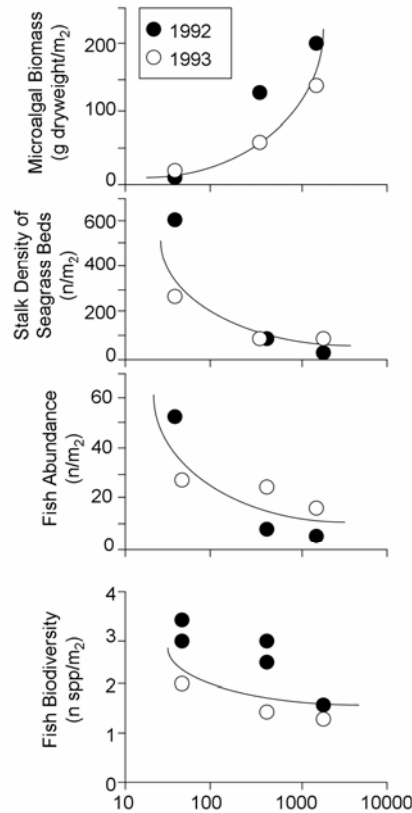 1992
1993
Microalgal Biomass
(g dryweight/m2)
200
100
0
Stalk Density of
Seagrass Beds
(n/m2)
600
400
200
0
Fish Abundance
(n/m2)
60
40
20
0
Fish Biodiversity
(n spp/m2)
4
3
2
1
0
10 100 1000 10000